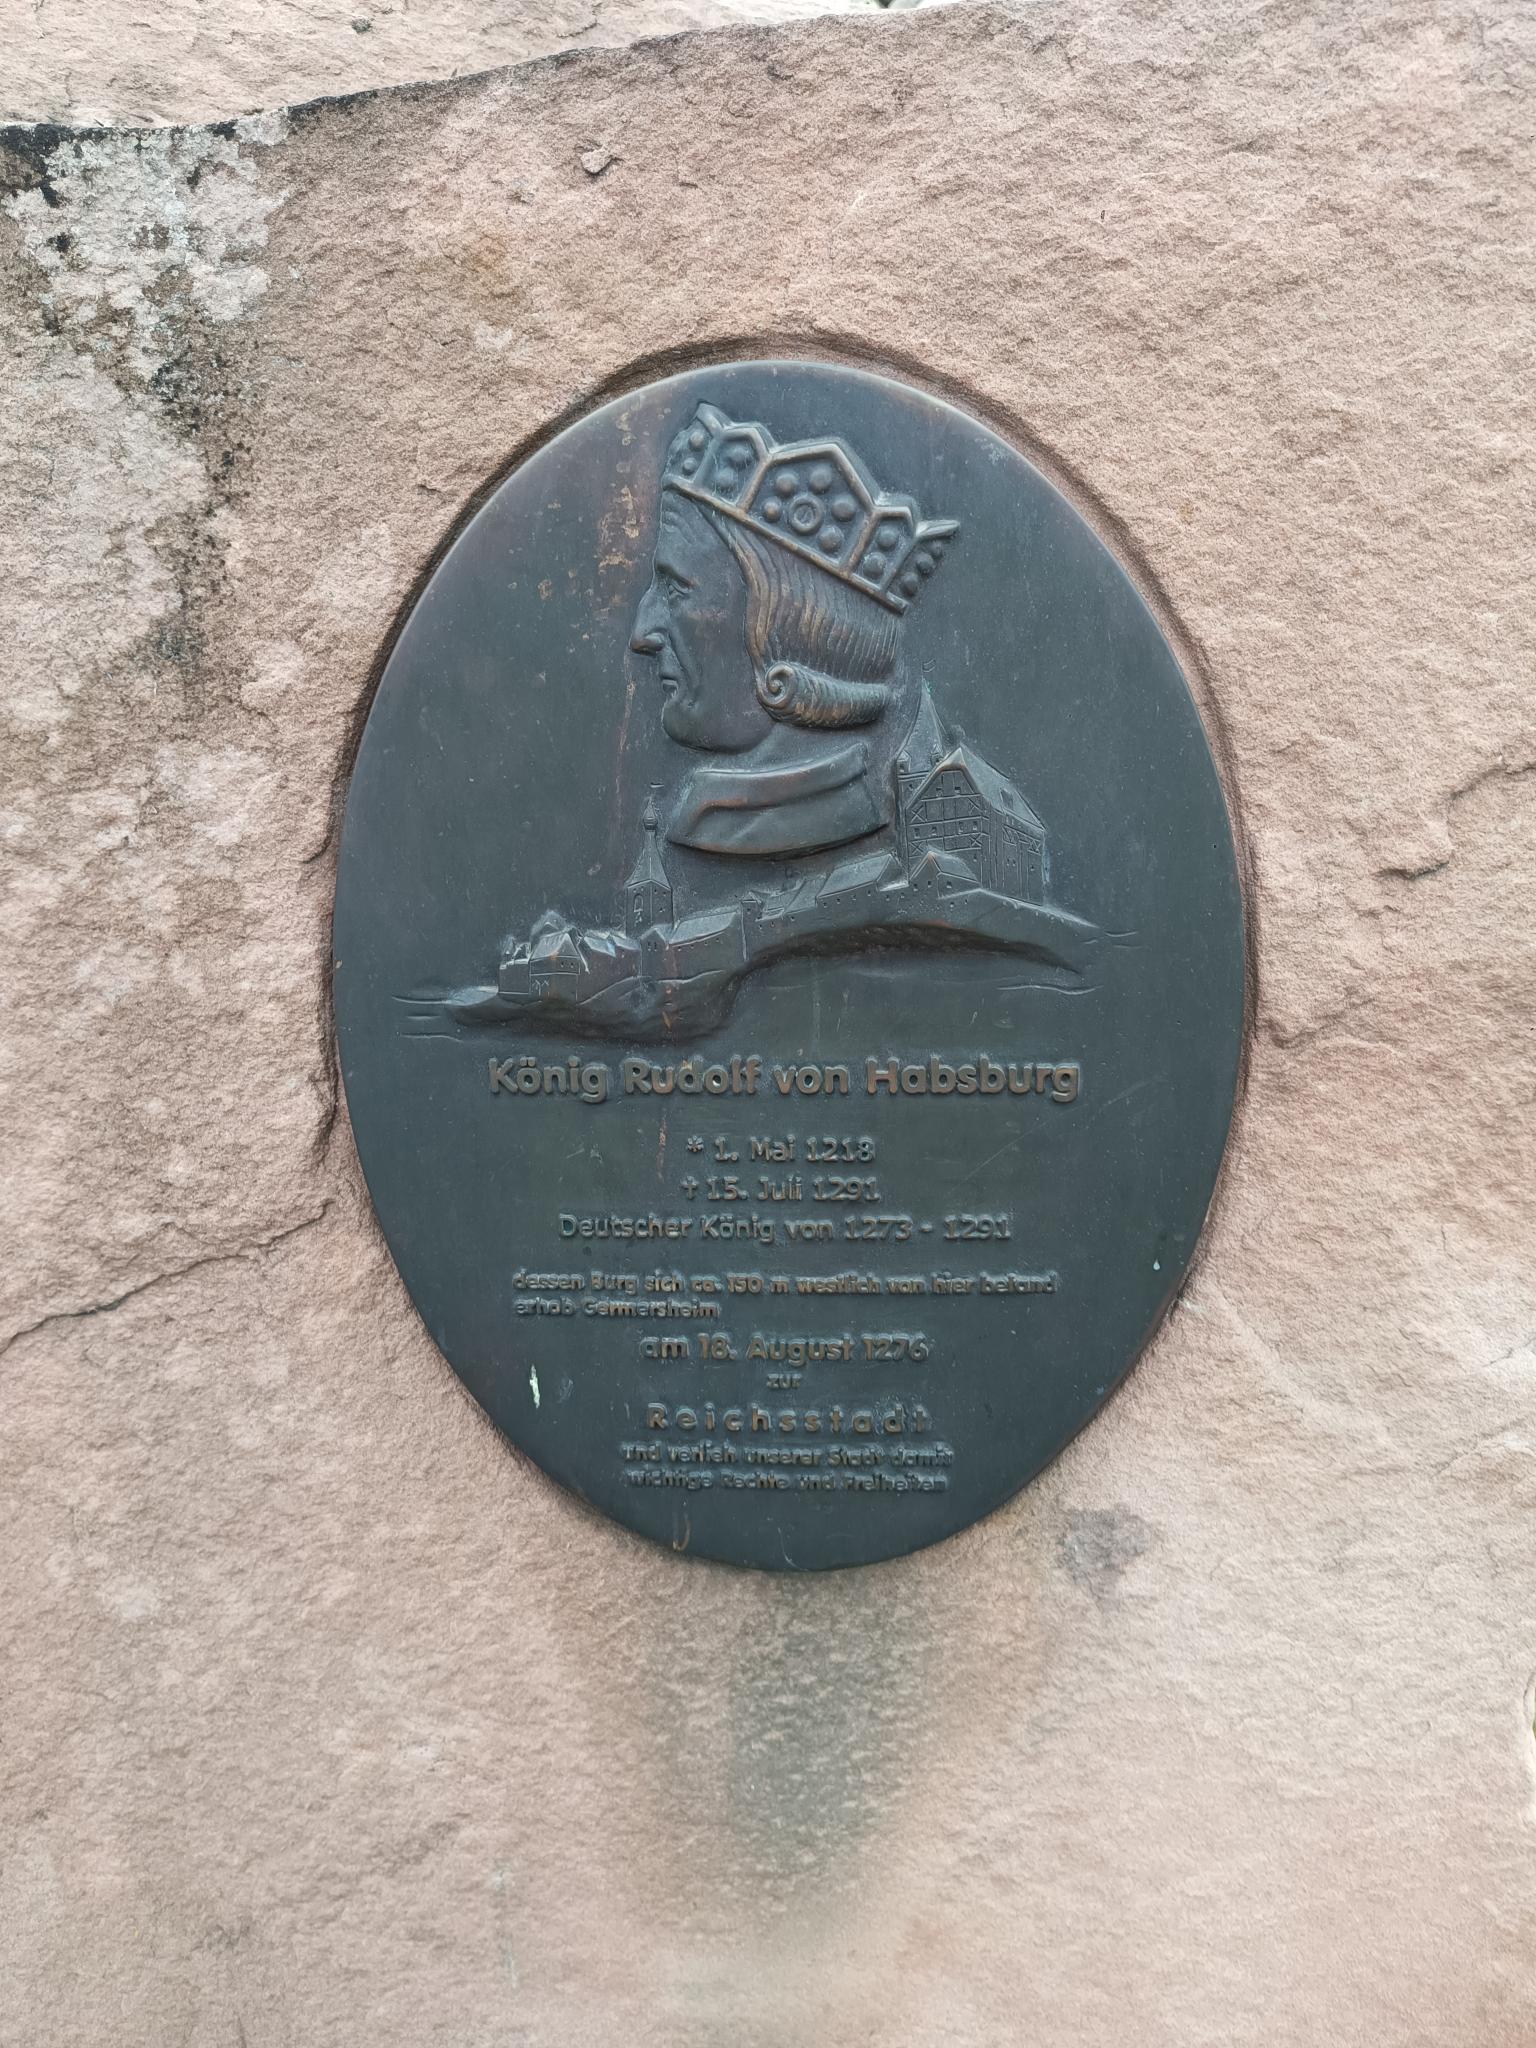 König Rudolf von Habsburg
* 1. Mai 1218
† 15. Juli 1291
Deutscher König von 1273 - 1291
dessen Burg sich ca. 150 m westlich von hier befand
erhob Germersheim
am 18. August 1276
zur
Reichsstadt
und verlieh unserer Stadt damit
wichtige Rechte und Freiheiten